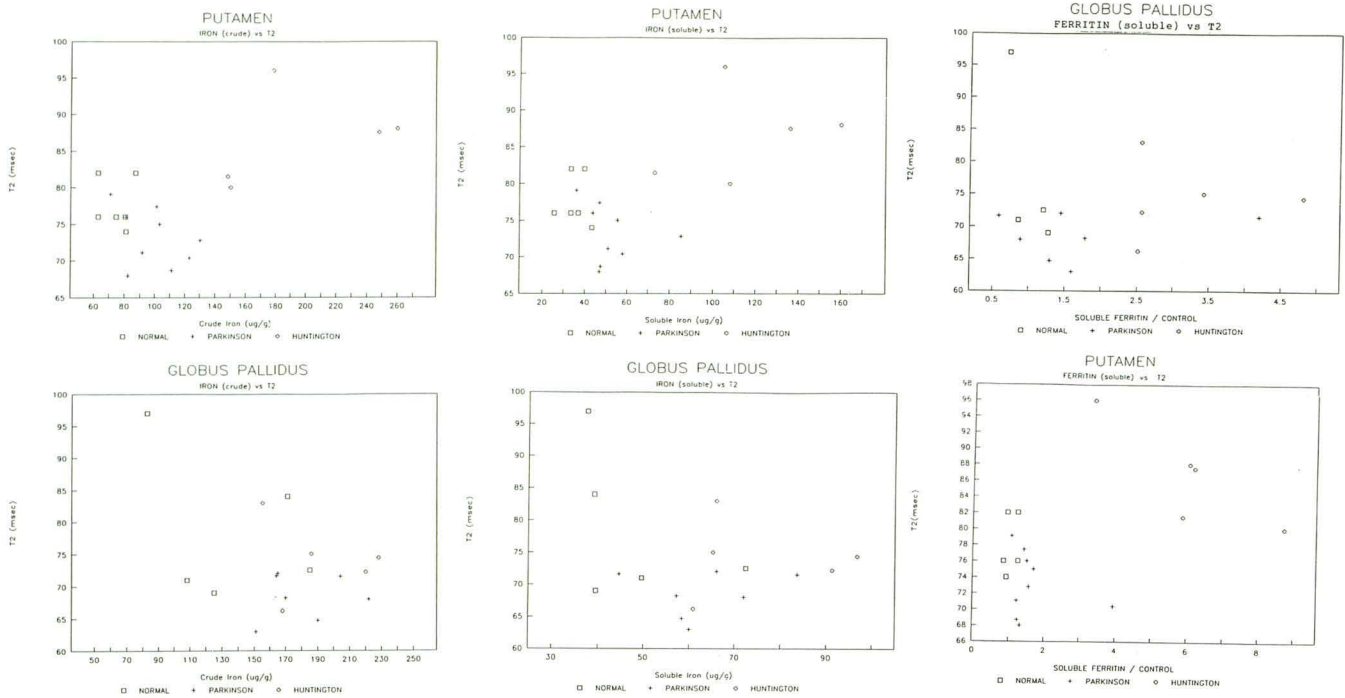 PUTAMEN
IRON (crude) vs T2
100
95
90
85
80
75
70
65
T2 (msec)
60 80 100 120 140 160 180 200 220 240 260
Crude Iron (ug/g)
□ NORMAL + PARKINSON ◇ HUNTINGTON
PUTAMEN
IRON (soluble) vs T2
100
95
90
85
80
75
70
65
T2 (msec)
20 40 60 80 100 120 140 160
Soluble Iron (ug/g)
□ NORMAL + PARKINSON ◇ HUNTINGTON
GLOBUS PALLIDUS
FERRITIN (soluble) vs T2
100
95
90
85
80
75
70
65
60
T2(msec)
0.5 1.5 2.5 3.5 4.5
SOLUBLE FERRITIN / CONTROL
□ NORMAL + PARKINSON ◇ HUNTINGTON
GLOBUS PALLIDUS
IRON (crude) vs T2
100
95
90
85
80
75
70
65
60
T2 (msec)
50 70 90 110 130 150 170 190 210 230 250
Crude Iron (ug/g)
□ NORMAL + PARKINSON ◇ HUNTINGTON
GLOBUS PALLIDUS
IRON (soluble) vs T2
100
95
90
85
80
75
70
65
60
T2 (msec)
30 50 70 90
Soluble Iron (ug/g)
□ NORMAL + PARKINSON ◇ HUNTINGTON
PUTAMEN
FERRITIN (soluble) vs T2
98
96
94
92
90
88
86
84
82
80
78
76
74
72
70
68
66
T2(msec)
0 2 4 6 8
SOLUBLE FERRITIN / CONTROL
□ NORMAL + PARKINSON ◇ HUNTINGTON